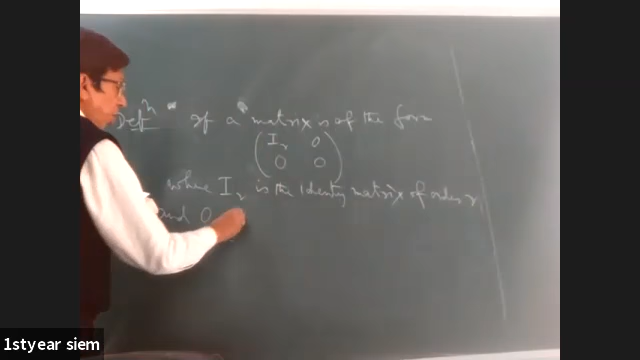 Defn If a matrix is of the form
( Ir 0
0 0 )
where Ir is the identity matrix of order r,
and 0
1styear siem